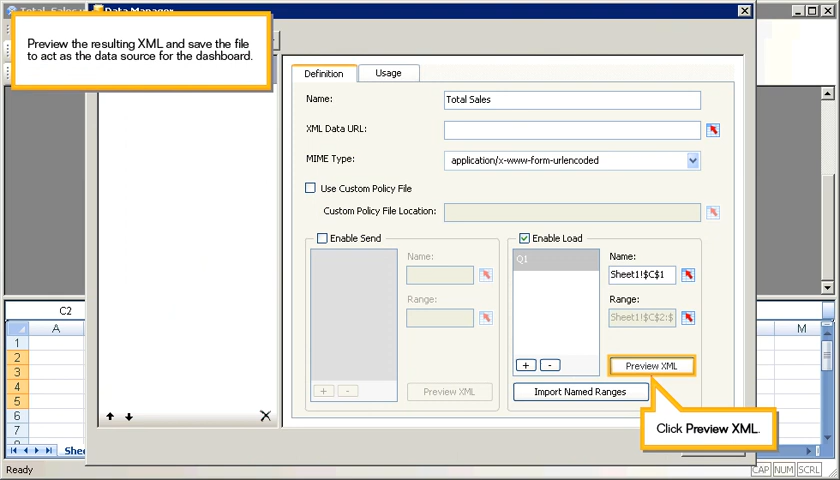 Total_Sales
Data Manager
Preview the resulting XML and save the file
to act as the data source for the dashboard.
Definition
Usage
Name:
Total Sales
XML Data URL:
MIME Type:
application/x-www-form-urlencoded
Use Custom Policy File
Custom Policy File Location:
Enable Send
Name:
Range:
+ -
Preview XML
Enable Load
Q1
Name:
Sheet1!$C$1
Range:
Sheet1!$C$2:$
+ -
Preview XML
Import Named Ranges
Click Preview XML.
C2
A
M
1
2
3
4
5
6
7
Shee
Ready
CAP NUM SCRL